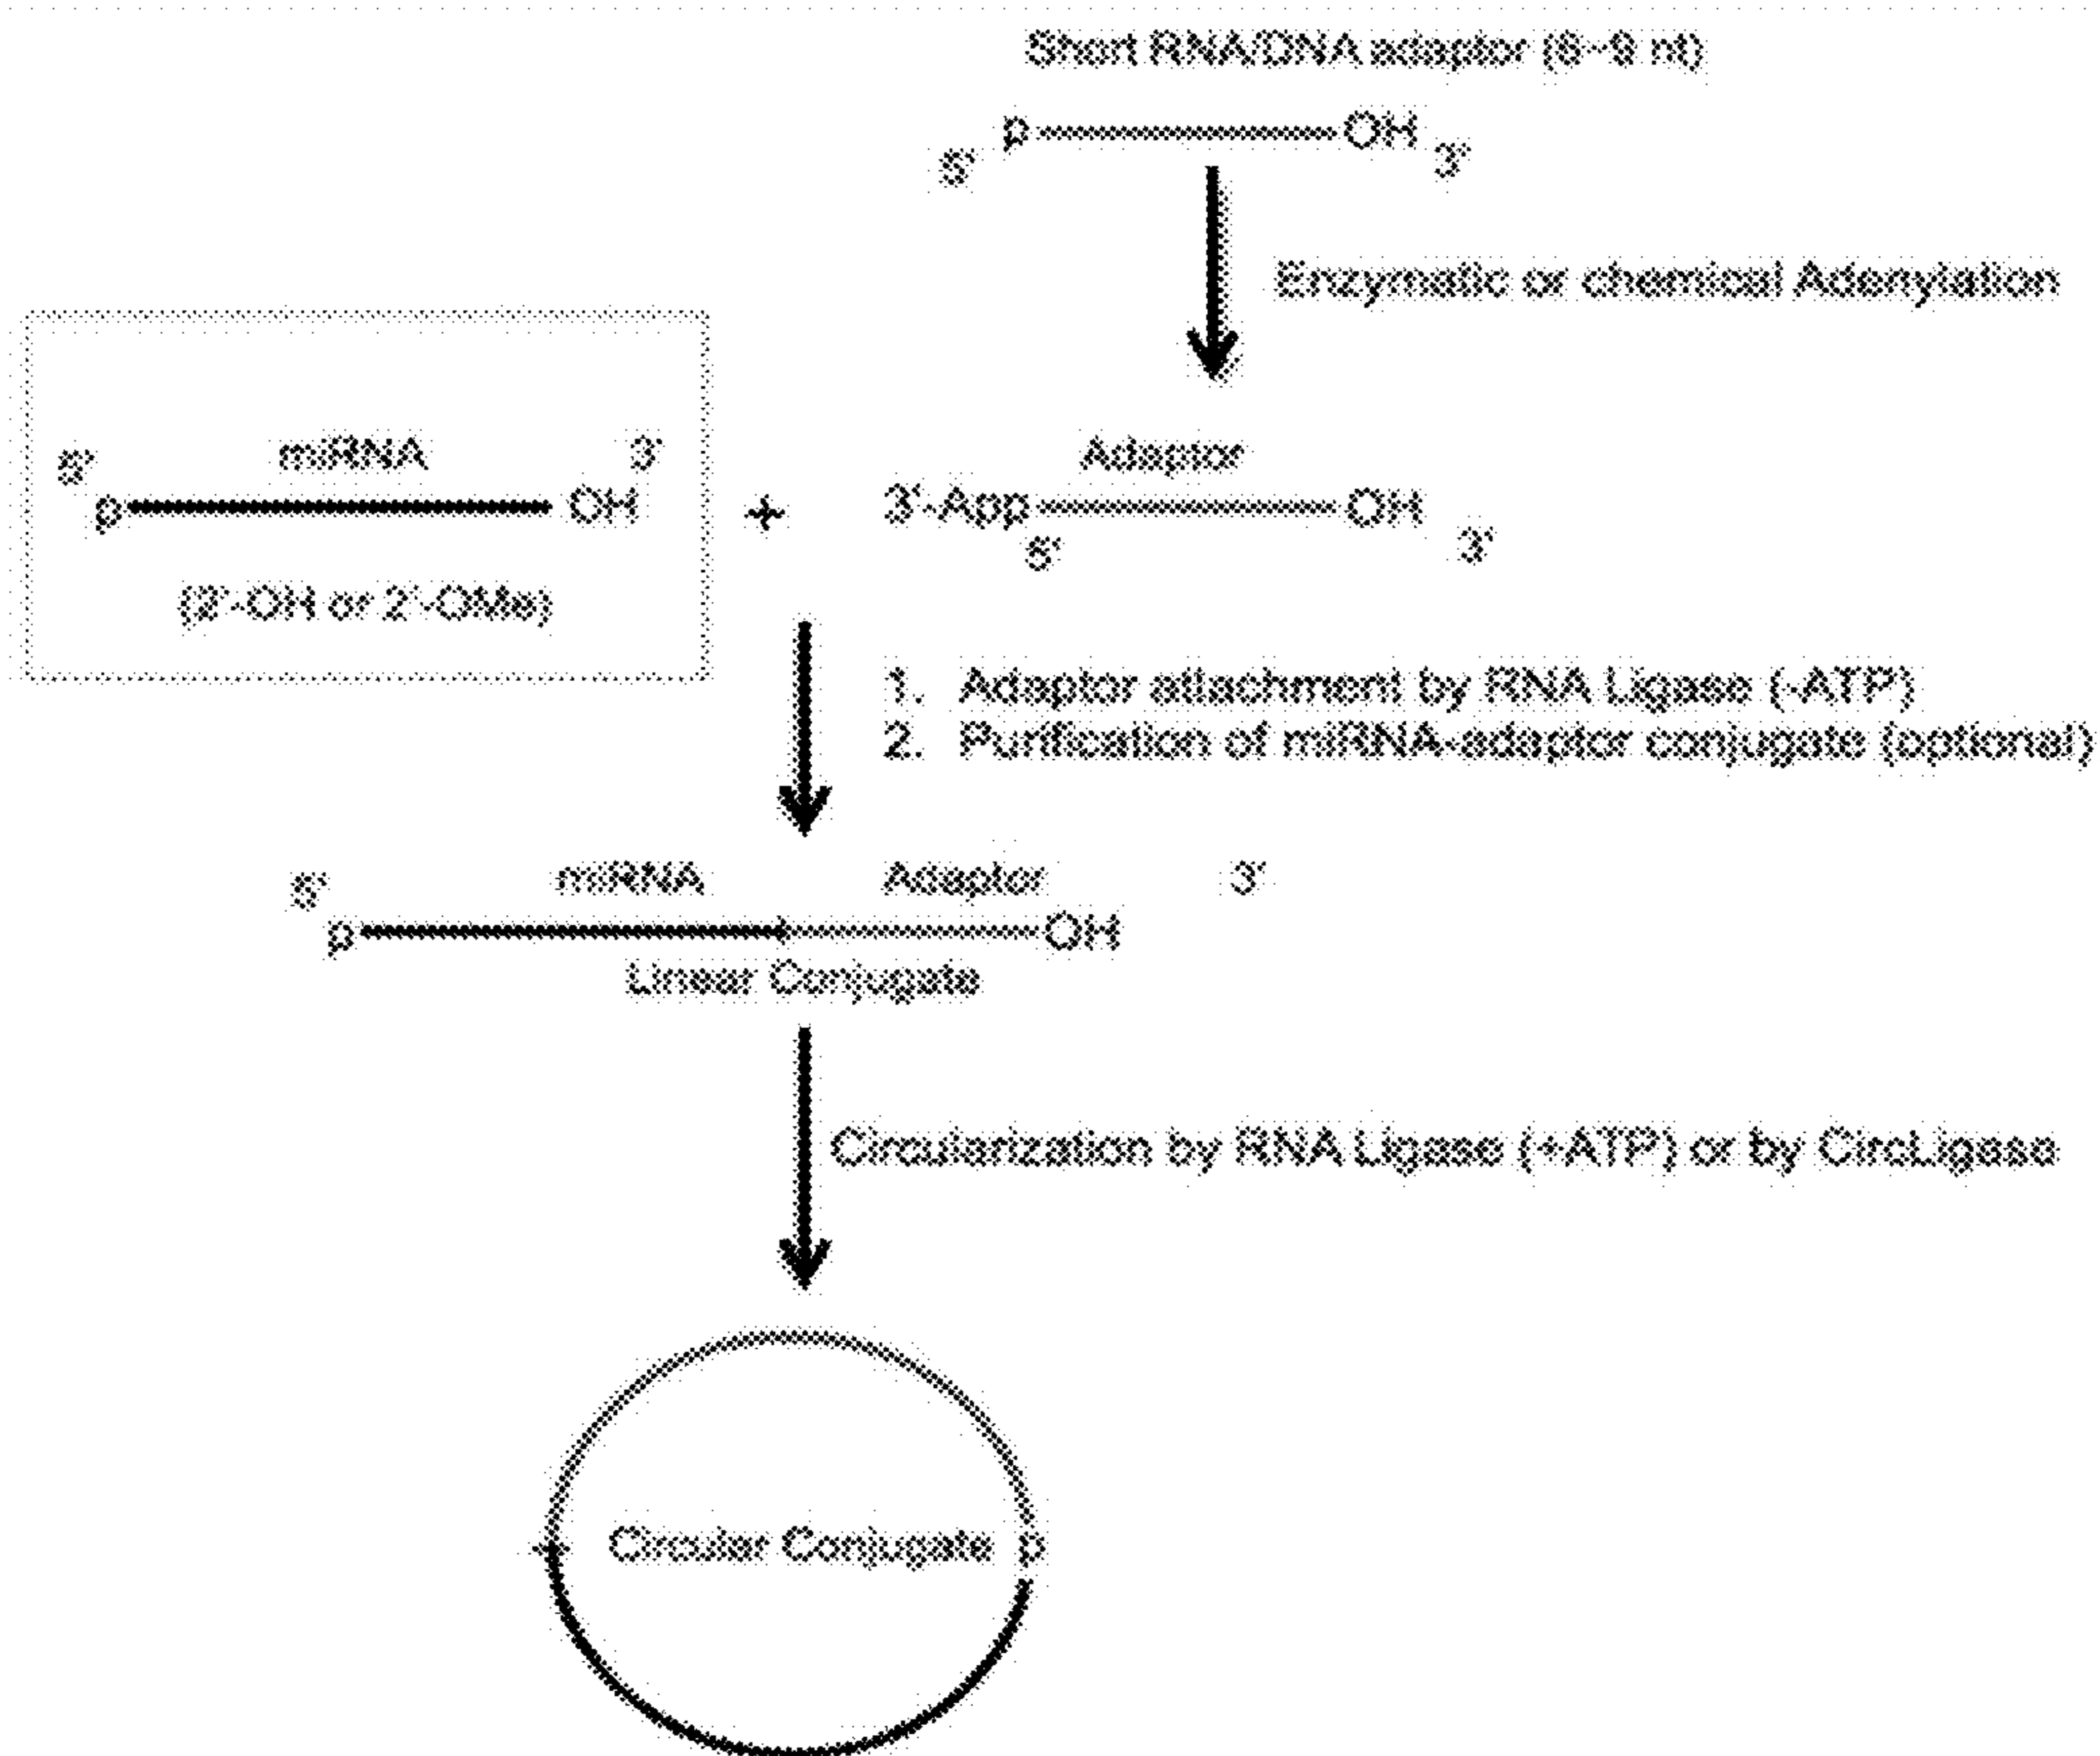 Short RNA/DNA adaptor (6~9 nt)
p OH
5' 3'
Enzymatic or chemical Adenylation
5' miRNA 3' Adaptor
p OH + 3'-App OH
5' 3'
(2'-OH or 2'-OMe)
1. Adaptor attachment by RNA Ligase (-ATP)
2. Purification of miRNA-adaptor conjugate (optional)
5' miRNA Adaptor 3'
p OH
Linear Conjugate
Circularization by RNA Ligase (+ATP) or by CircLigase
Circular Conjugate p